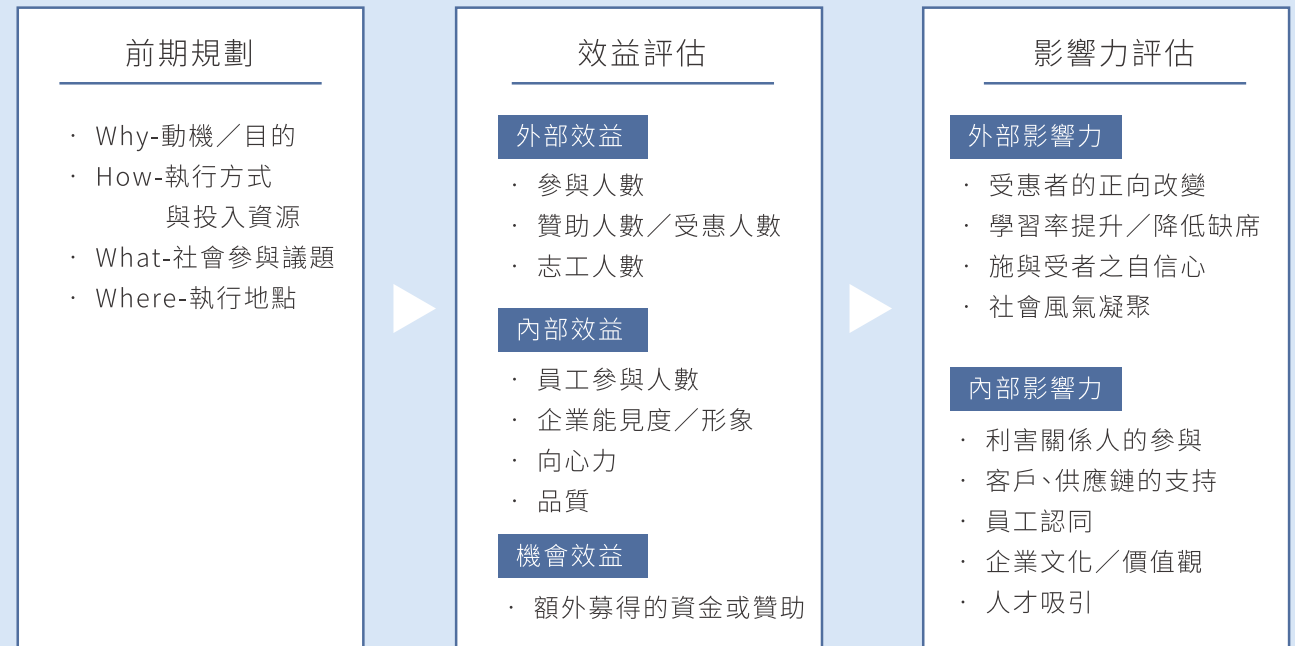 前期規劃
· Why-動機／目的
· How-執行方式
與投入資源
· What-社會參與議題
· Where-執行地點
效益評估
外部效益
· 參與人數
· 贊助人數／受惠人數
· 志工人數
內部效益
· 員工參與人數
· 企業能見度／形象
· 向心力
· 品質
機會效益
· 額外募得的資金或贊助
影響力評估
外部影響力
· 受惠者的正向改變
· 學習率提升／降低缺席
· 施與受者之自信心
· 社會風氣凝聚
內部影響力
· 利害關係人的參與
· 客戶、供應鏈的支持
· 員工認同
· 企業文化／價值觀
· 人才吸引